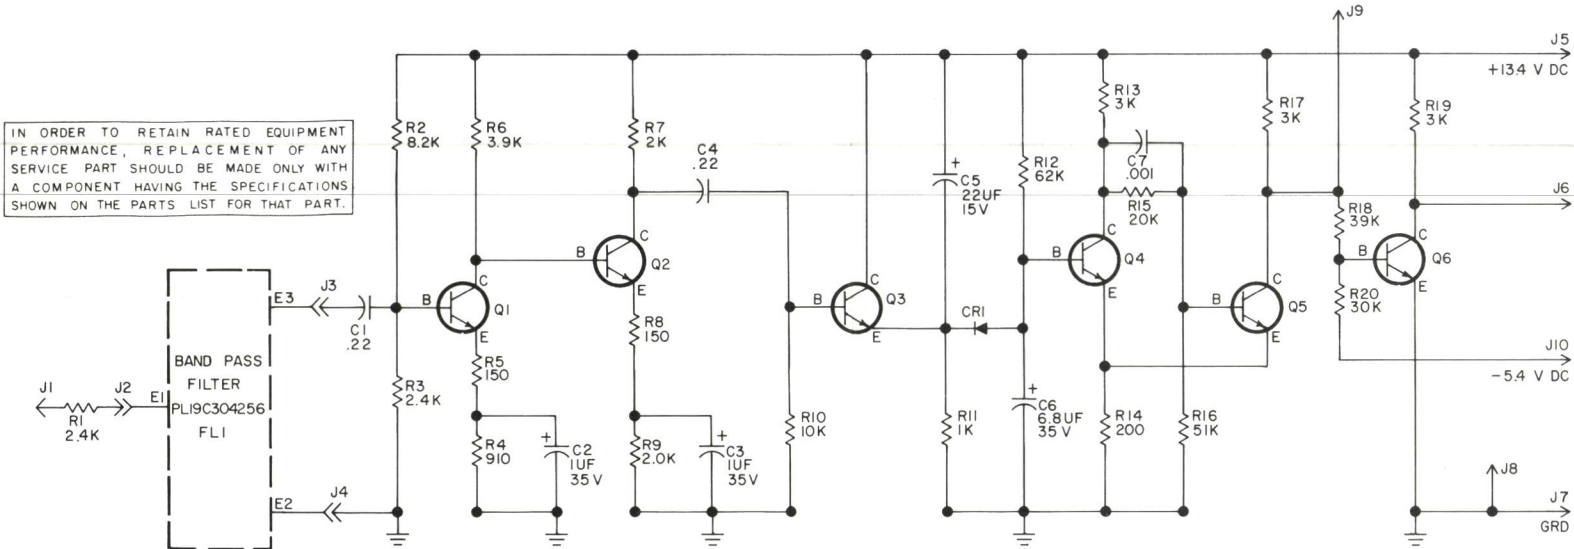 IN ORDER TO RETAIN RATED EQUIPMENT
PERFORMANCE, REPLACEMENT OF ANY
SERVICE PART SHOULD BE MADE ONLY WITH
A COMPONENT HAVING THE SPECIFICATIONS
SHOWN ON THE PARTS LIST FOR THAT PART.
J1
R1
2.4K
J2
E1
BAND PASS
FILTER
PL19C304256
FL1
E3
J3
C1
.22
E2
J4
R2
8.2K
R3
2.4K
R6
3.9K
B
C
E
Q1
R5
150
R4
910
+
C2
1UF
35V
R7
2K
B
C
E
Q2
R8
150
R9
2.0K
+
C3
1UF
35V
C4
.22
R10
10K
B
C
E
Q3
+
C5
22UF
15V
R11
1K
CR1
R12
62K
+
C6
6.8UF
35V
R13
3K
C7
.001
R15
20K
B
C
E
Q4
R14
200
R16
51K
R17
3K
B
C
E
Q5
J9
R18
39K
R20
30K
R19
3K
B
C
E
Q6
J5
+13.4 V DC
J6
J10
-5.4 V DC
J8
J7
GRD